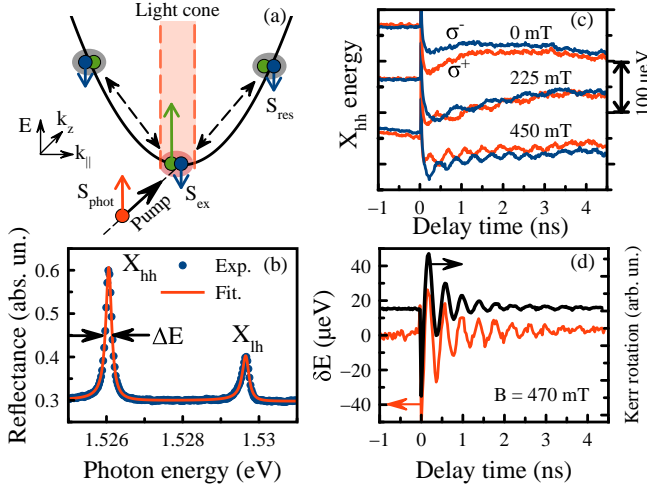 Light cone
(a)
E
k_z
k_||
S_res
S_phot
Pump
S_ex
(b)
X_hh
Exp.
Fit.
ΔE
X_lh
Reflectance (abs. un.)
0.6
0.5
0.4
0.3
1.526
1.528
1.53
Photon energy (eV)
(c)
σ⁻
0 mT
σ⁺
225 mT
450 mT
X_hh energy
100 μeV
−1
0
1
2
3
4
Delay time (ns)
(d)
δE (μeV)
40
20
0
−20
−40
B = 470 mT
Kerr rotation (arb. un.)
−1
0
1
2
3
4
Delay time (ns)